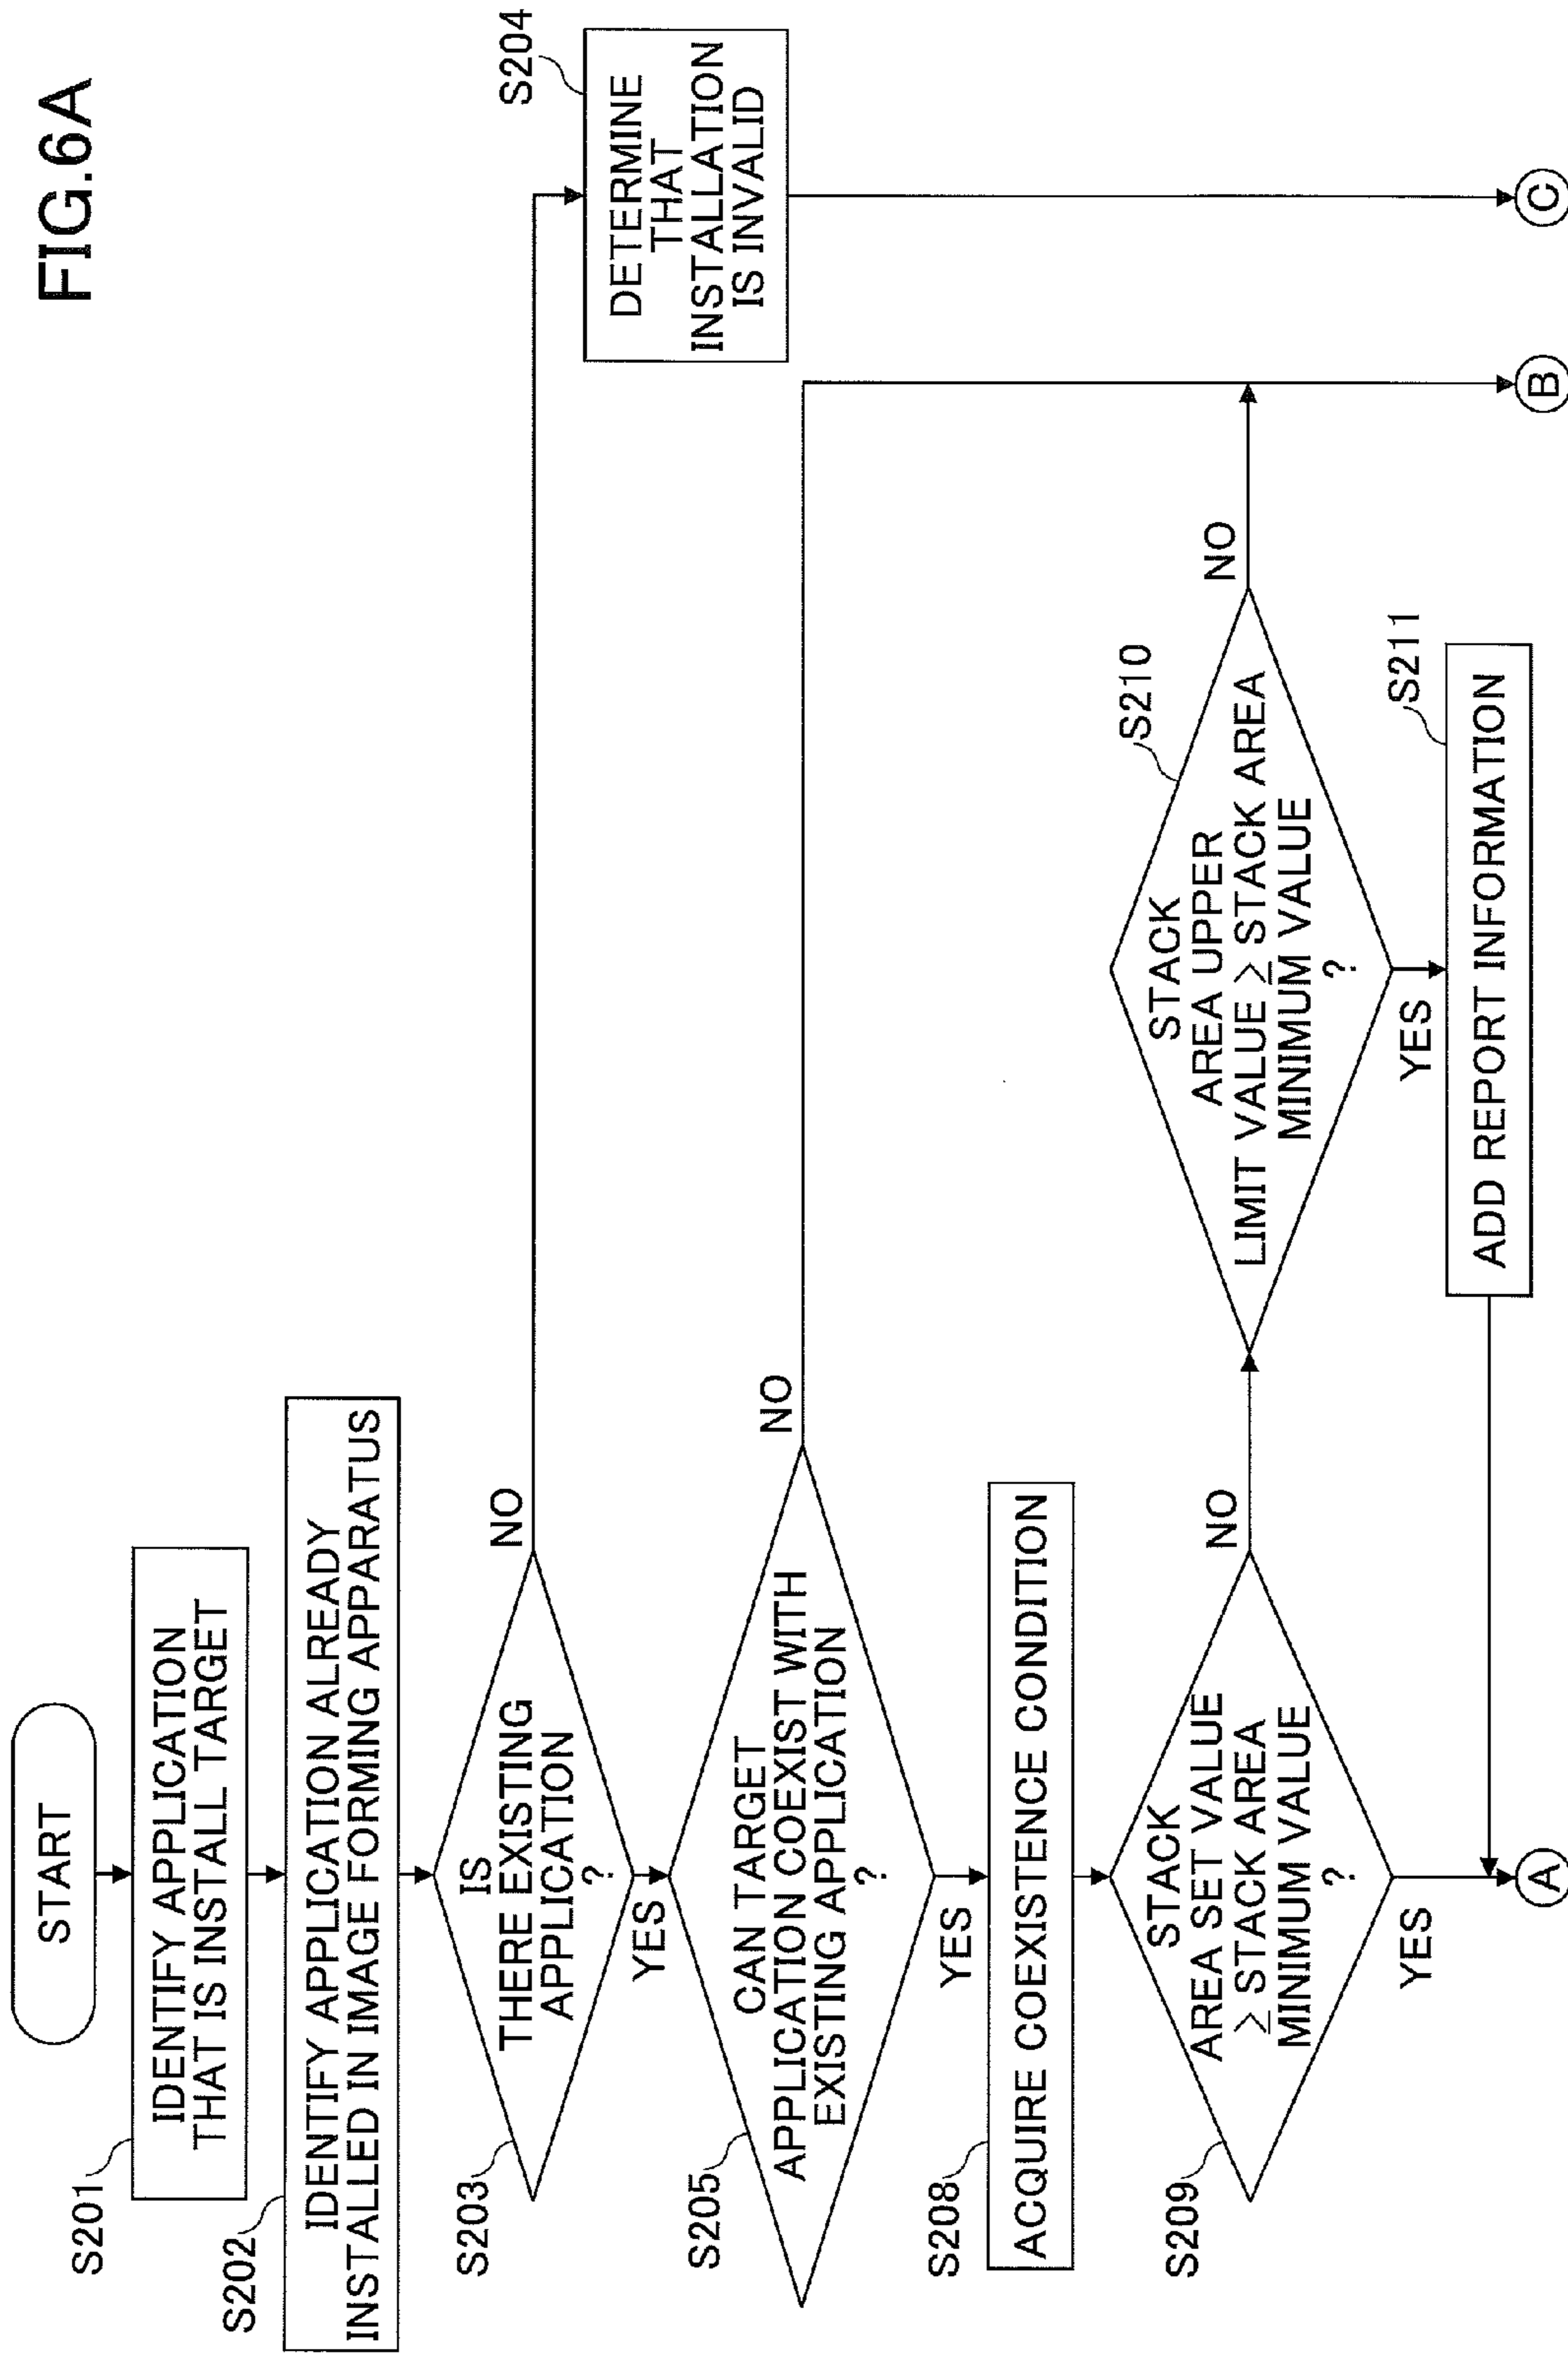 FIG.6A
START
S201
IDENTIFY APPLICATION
THAT IS INSTALL TARGET
S202
IDENTIFY APPLICATION ALREADY
INSTALLED IN IMAGE FORMING APPARATUS
S203
IS
THERE EXISTING
APPLICATION
?
NO
YES
S204
DETERMINE
THAT
INSTALLATION
IS INVALID
S205
CAN TARGET
APPLICATION COEXIST WITH
EXISTING APPLICATION
?
NO
YES
S208
ACQUIRE COEXISTENCE CONDITION
S209
STACK
AREA SET VALUE
≥ STACK AREA
MINIMUM VALUE
?
NO
YES
S210
STACK
AREA UPPER
LIMIT VALUE ≥ STACK AREA
MINIMUM VALUE
?
NO
YES
S211
ADD REPORT INFORMATION
A
B
C